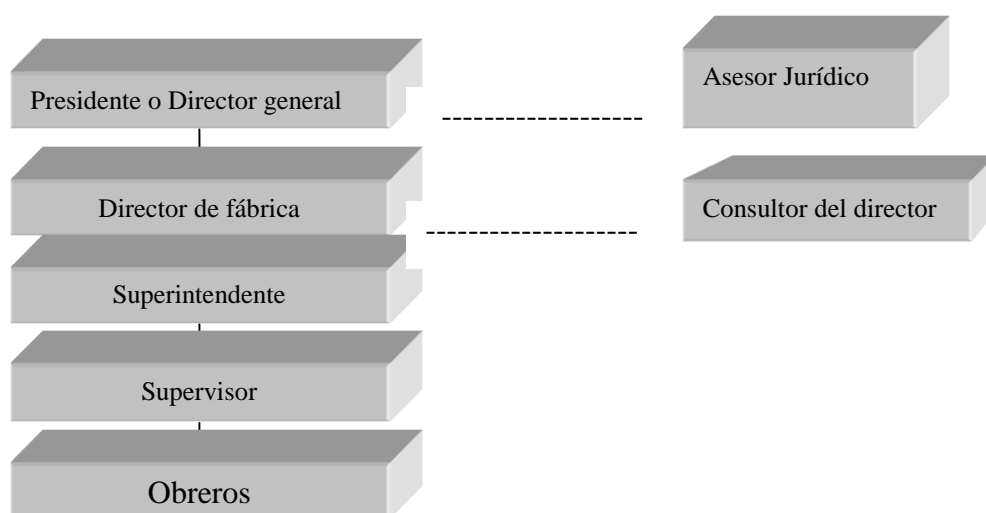 Presidente o Director general
Asesor Jurídico
Director de fábrica
Consultor del director
Superintendente
Supervisor
Obreros